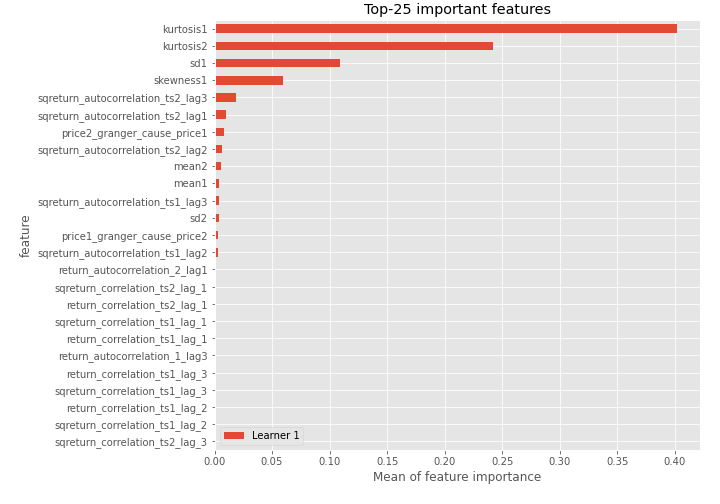 Top-25 important features
kurtosis1
kurtosis2
sd1
skewness1
sqreturn_autocorrelation_ts2_lag3
sqreturn_autocorrelation_ts2_lag1
price2_granger_cause_price1
sqreturn_autocorrelation_ts2_lag2
mean2
mean1
sqreturn_autocorrelation_ts1_lag3
sd2
price1_granger_cause_price2
sqreturn_autocorrelation_ts1_lag2
return_autocorrelation_2_lag1
sqreturn_correlation_ts2_lag_1
return_correlation_ts2_lag_1
sqreturn_correlation_ts1_lag_1
return_correlation_ts1_lag_1
return_autocorrelation_1_lag3
return_correlation_ts1_lag_3
sqreturn_correlation_ts1_lag_3
return_correlation_ts1_lag_2
sqreturn_correlation_ts1_lag_2
sqreturn_correlation_ts2_lag_3
feature
Learner 1
0.00 0.05 0.10 0.15 0.20 0.25 0.30 0.35 0.40
Mean of feature importance